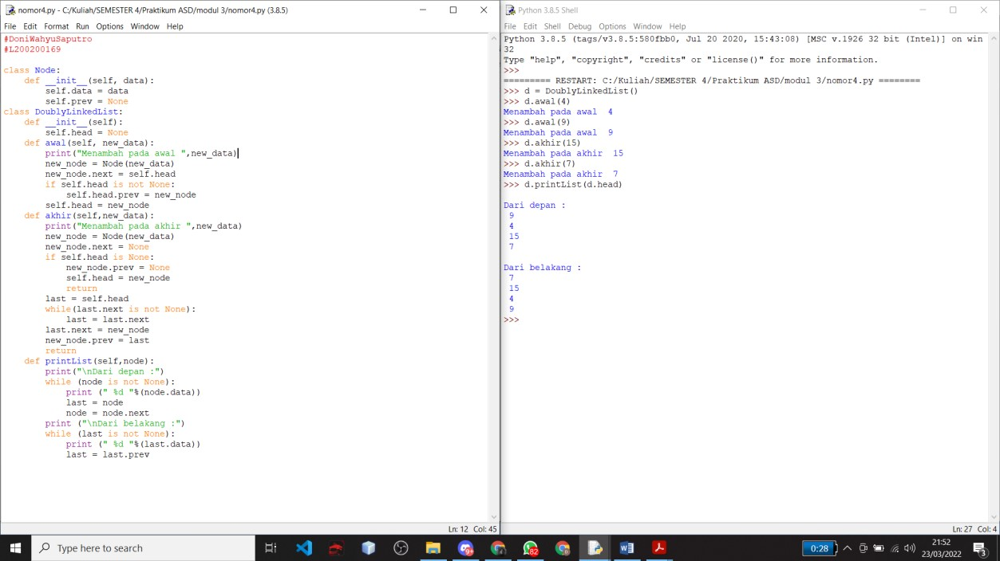 nomor4.py - C:/Kuliah/SEMESTER 4/Praktikum ASD/modul 3/nomor4.py (3.8.5)
File Edit Format Run Options Window Help
#DoniWahyuSaputro
#L200200169
class Node:
    def __init__(self, data):
        self.data = data
        self.prev = None
class DoublyLinkedList:
    def __init__(self):
        self.head = None
    def awal(self, new_data):
        print("Menambah pada awal ",new_data)
        new_node = Node(new_data)
        new_node.next = self.head
        if self.head is not None:
            self.head.prev = new_node
        self.head = new_node
    def akhir(self,new_data):
        print("Menambah pada akhir ",new_data)
        new_node = Node(new_data)
        new_node.next = None
        if self.head is None:
            new_node.prev = None
            self.head = new_node
            return
        last = self.head
        while(last.next is not None):
            last = last.next
        last.next = new_node
        new_node.prev = last
        return
    def printList(self,node):
        print("\nDari depan :")
        while (node is not None):
            print (" %d "%(node.data))
            last = node
            node = node.next
        print ("\nDari belakang :")
        while (last is not None):
            print (" %d "%(last.data))
            last = last.prev
Ln: 12 Col: 45
Python 3.8.5 Shell
File Edit Shell Debug Options Window Help
Python 3.8.5 (tags/v3.8.5:580fbb0, Jul 20 2020, 15:43:08) [MSC v.1926 32 bit (Intel)] on win
32
Type "help", "copyright", "credits" or "license()" for more information.
>>>
========= RESTART: C:/Kuliah/SEMESTER 4/Praktikum ASD/modul 3/nomor4.py ========
>>> d = DoublyLinkedList()
>>> d.awal(4)
Menambah pada awal  4
>>> d.awal(9)
Menambah pada awal  9
>>> d.akhir(15)
Menambah pada akhir  15
>>> d.akhir(7)
Menambah pada akhir  7
>>> d.printList(d.head)
Dari depan :
 9
 4
 15
 7
Dari belakang :
 7
 15
 4
 9
>>>
Ln: 27 Col: 4
Type here to search
9+
82
0:28
21:52
23/03/2022
3